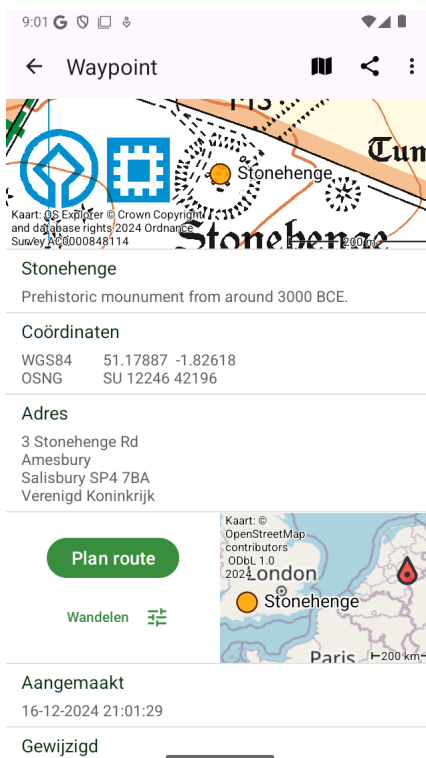 9:01
Waypoint
113.
Tum
Stonehenge
Stonehenge
Kaart: OS Explorer © Crown Copyright
and database rights 2024 Ordnance
Survey AC0000848114
200 m
Stonehenge
Prehistoric mounument from around 3000 BCE.
Coördinaten
WGS84 51.17887 -1.82618
OSNG SU 12246 42196
Adres
3 Stonehenge Rd
Amesbury
Salisbury SP4 7BA
Verenigd Koninkrijk
Plan route
Wandelen
Kaart: ©
OpenStreetMap
contributors
ODbL 1.0
2024
London
Stonehenge
Paris
200 km
Aangemaakt
16-12-2024 21:01:29
Gewijzigd